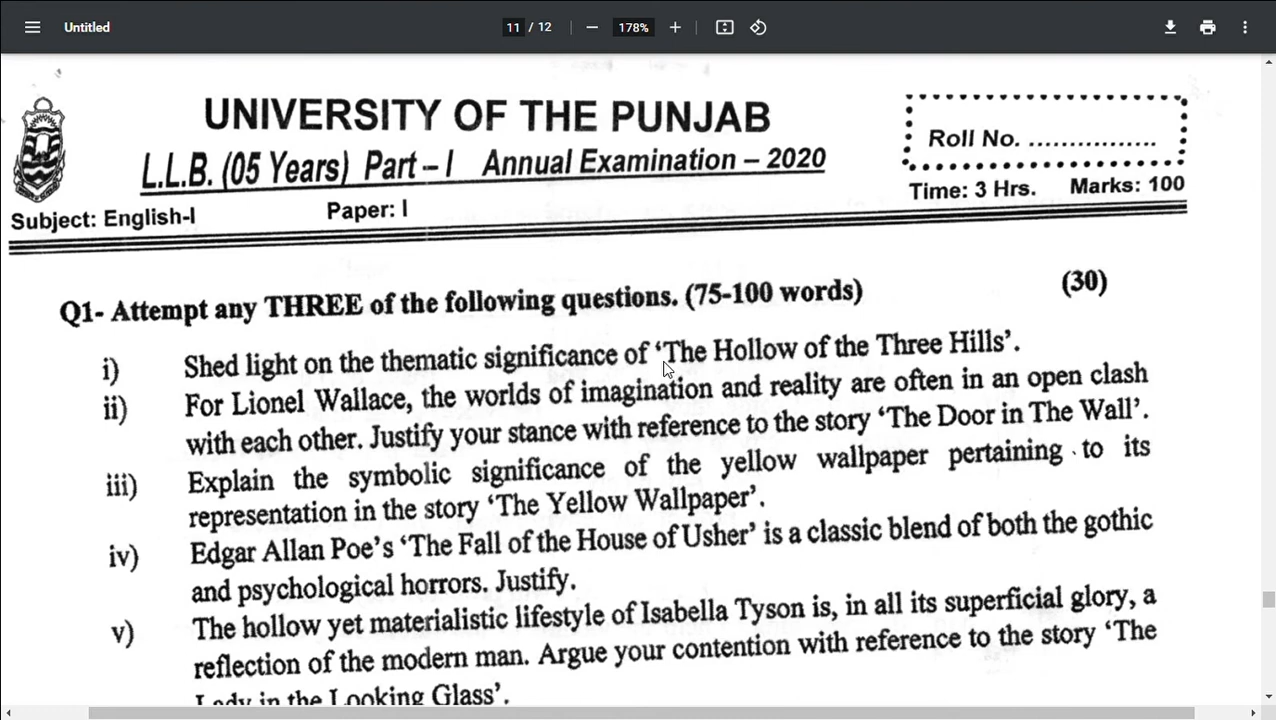 Untitled
11 / 12
178%
UNIVERSITY OF THE PUNJAB
L.L.B. (05 Years) Part – I Annual Examination – 2020
Roll No. ................
Subject: English-I Paper: I Time: 3 Hrs. Marks: 100
Q1- Attempt any THREE of the following questions. (75-100 words) (30)
i) Shed light on the thematic significance of ‘The Hollow of the Three Hills’.
ii) For Lionel Wallace, the worlds of imagination and reality are often in an open clash
with each other. Justify your stance with reference to the story ‘The Door in The Wall’.
iii) Explain the symbolic significance of the yellow wallpaper pertaining to its
representation in the story ‘The Yellow Wallpaper’.
iv) Edgar Allan Poe’s ‘The Fall of the House of Usher’ is a classic blend of both the gothic
and psychological horrors. Justify.
v) The hollow yet materialistic lifestyle of Isabella Tyson is, in all its superficial glory, a
reflection of the modern man. Argue your contention with reference to the story ‘The
Lady in the Looking Glass’.